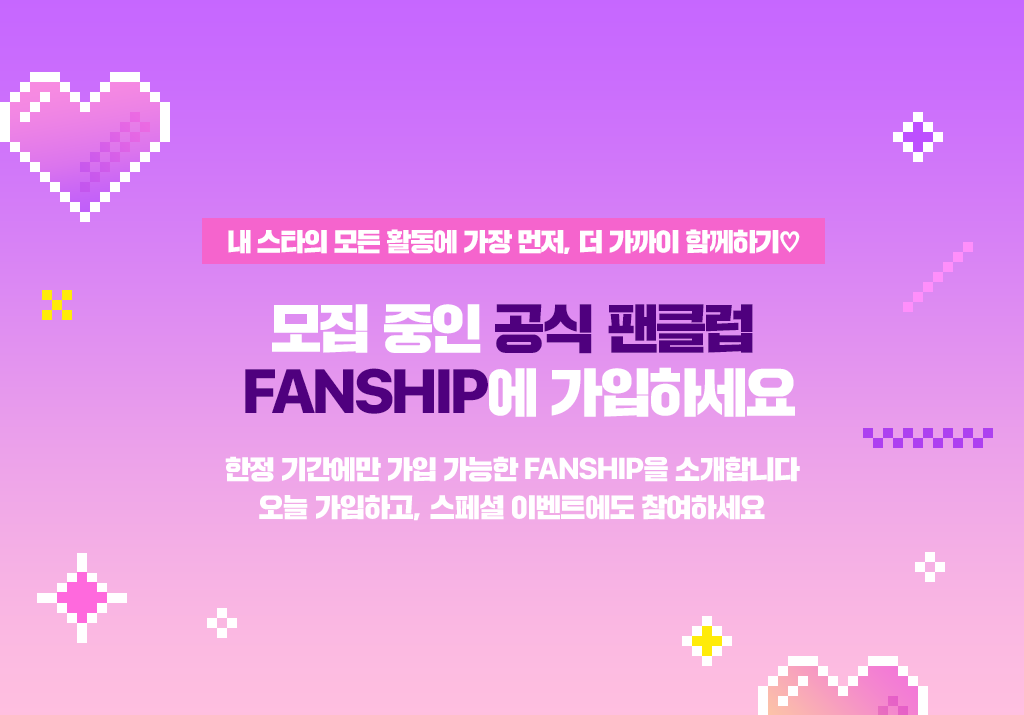 내 스타의 모든 활동에 가장 먼저, 더 가까이 함께하기♡
모집 중인 공식 팬클럽
FANSHIP에 가입하세요
한정 기간에만 가입 가능한 FANSHIP을 소개합니다
오늘 가입하고, 스페셜 이벤트에도 참여하세요